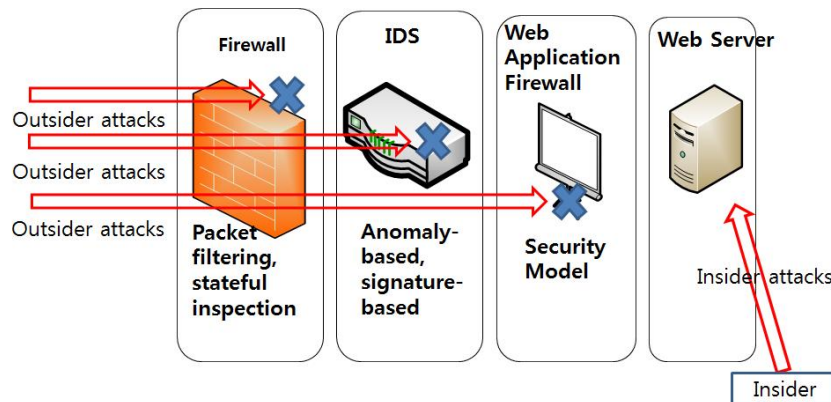 Firewall
IDS
Web
Application
Firewall
Web Server
Outsider attacks
Outsider attacks
Outsider attacks
Packet
filtering,
stateful
inspection
Anomaly-
based,
signature-
based
Security
Model
Insider attacks
Insider